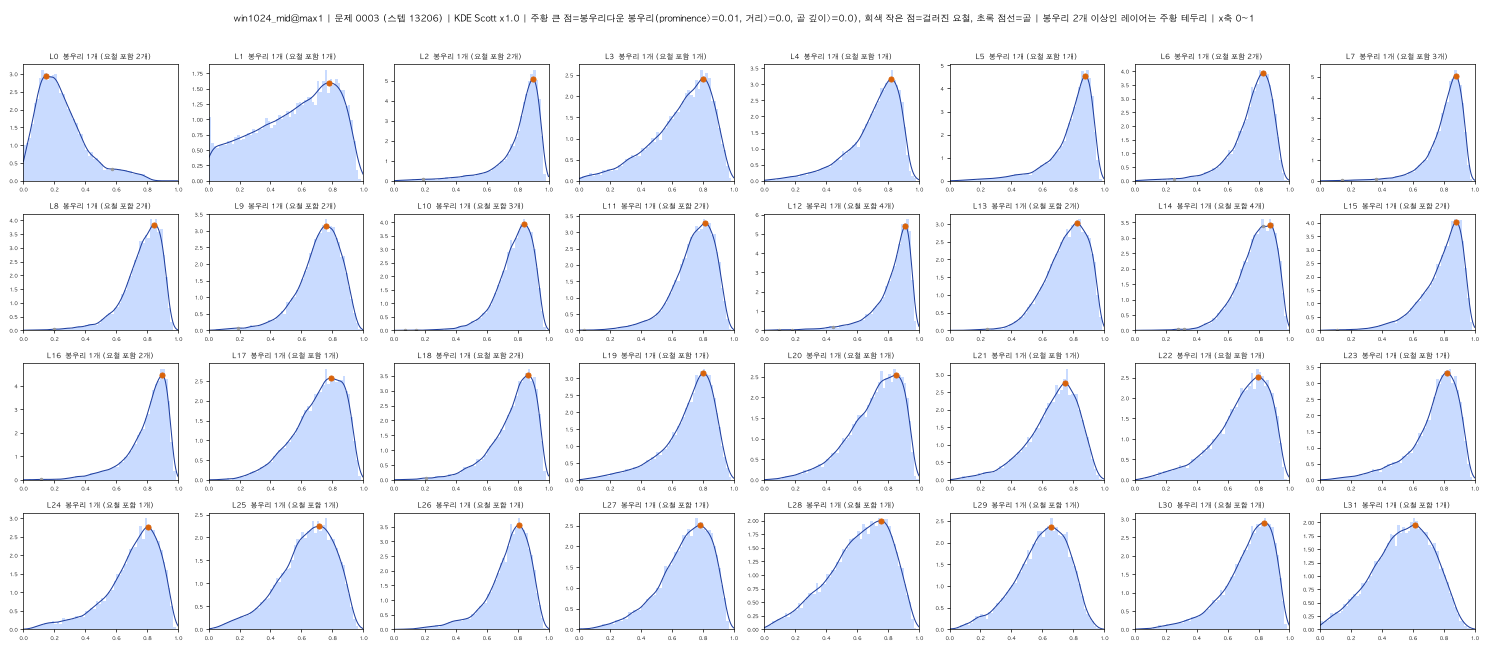 win1024_mid@max1 | 문제 0003 (스텝 13206) | KDE Scott x1.0 | 주황 큰 점=봉우리다운 봉우리(prominence>=0.01, 거리>=0.0, 골 깊이>=0.0), 회색 작은 점=걸러진 요철, 초록 점선=골 | 봉우리 2개 이상인 레이어는 주황 테두리 | x축 0~1
L0 봉우리 1개 (요철 포함 2개)
L1 봉우리 1개 (요철 포함 1개)
L2 봉우리 1개 (요철 포함 2개)
L3 봉우리 1개 (요철 포함 1개)
L4 봉우리 1개 (요철 포함 1개)
L5 봉우리 1개 (요철 포함 1개)
L6 봉우리 1개 (요철 포함 2개)
L7 봉우리 1개 (요철 포함 3개)
L8 봉우리 1개 (요철 포함 2개)
L9 봉우리 1개 (요철 포함 2개)
L10 봉우리 1개 (요철 포함 3개)
L11 봉우리 1개 (요철 포함 2개)
L12 봉우리 1개 (요철 포함 4개)
L13 봉우리 1개 (요철 포함 2개)
L14 봉우리 1개 (요철 포함 4개)
L15 봉우리 1개 (요철 포함 2개)
L16 봉우리 1개 (요철 포함 2개)
L17 봉우리 1개 (요철 포함 1개)
L18 봉우리 1개 (요철 포함 2개)
L19 봉우리 1개 (요철 포함 1개)
L20 봉우리 1개 (요철 포함 1개)
L21 봉우리 1개 (요철 포함 1개)
L22 봉우리 1개 (요철 포함 1개)
L23 봉우리 1개 (요철 포함 1개)
L24 봉우리 1개 (요철 포함 1개)
L25 봉우리 1개 (요철 포함 1개)
L26 봉우리 1개 (요철 포함 1개)
L27 봉우리 1개 (요철 포함 1개)
L28 봉우리 1개 (요철 포함 1개)
L29 봉우리 1개 (요철 포함 1개)
L30 봉우리 1개 (요철 포함 1개)
L31 봉우리 1개 (요철 포함 1개)